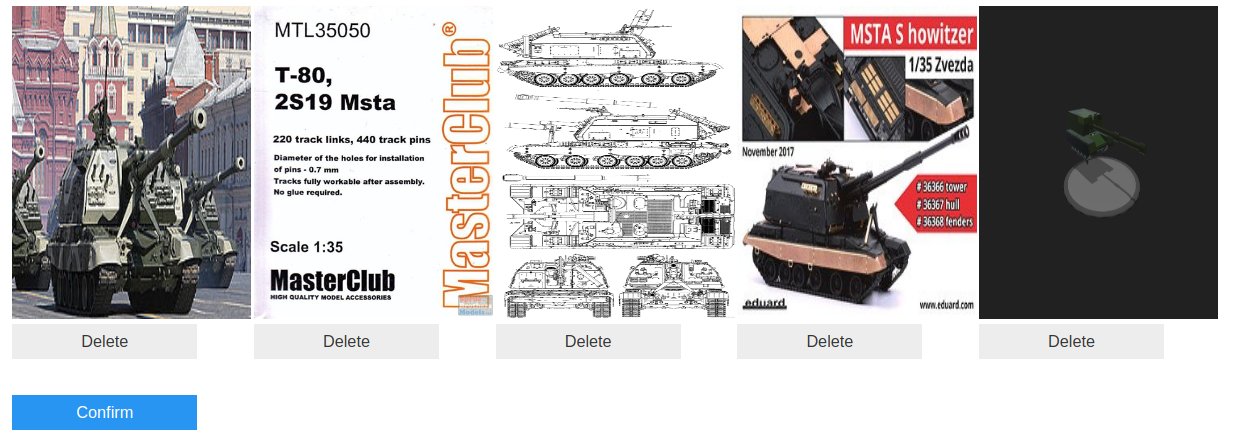 MTL35050
T-80,
2S19 Msta
220 track links, 440 track pins
Diameter of the holes for installation
of pins - 0.7 mm
Tracks fully workable after assembly.
No glue required.
Scale 1:35
MasterClub
HIGH QUALITY MODEL ACCESSORIES
MasterClub®
MSTA S howitzer
1/35 Zvezda
November 2017
# 36366 tower
# 36367 hull
# 36368 fenders
eduard
www.eduard.com
Delete
Delete
Delete
Delete
Delete
Confirm